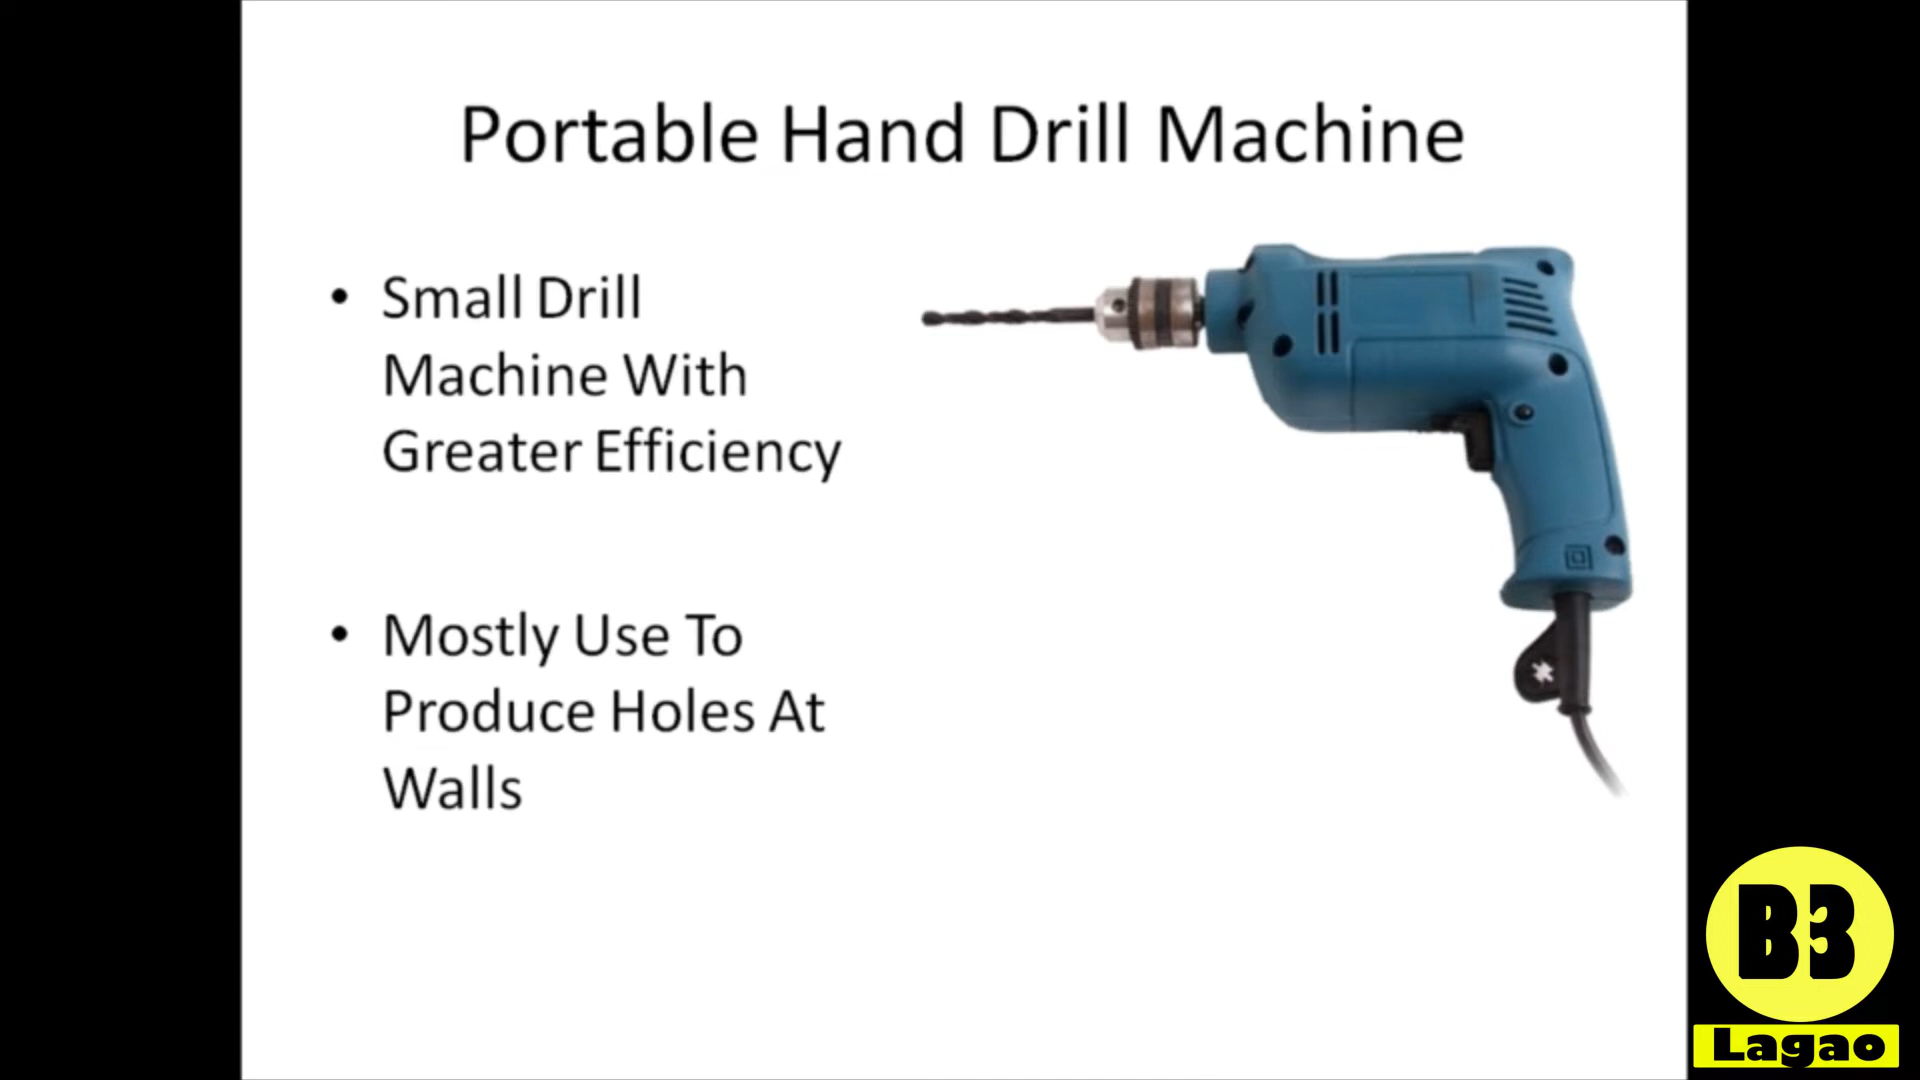 Portable Hand Drill Machine
• Small Drill
Machine With
Greater Efficiency
• Mostly Use To
Produce Holes At
Walls
B3
Lagao